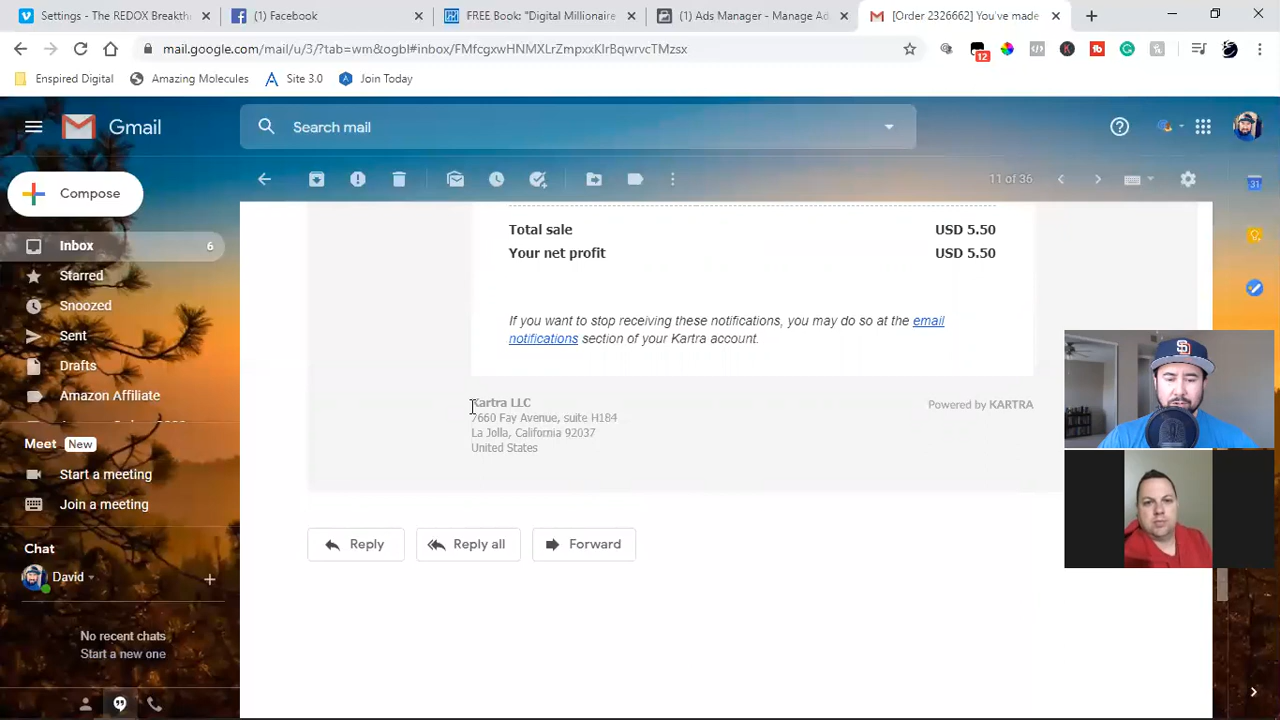 Settings - The REDOX Breakth
(1) Facebook
FREE Book: "Digital Millionaire
(1) Ads Manager - Manage Ad
[Order 2326662] You've made
mail.google.com/mail/u/3/?tab=wm&ogbl#inbox/FMfcgxwHNMXLrZmpxxKlrBqwrvcTMzsx
12
Enspired Digital
Amazing Molecules
Site 3.0
Join Today
Gmail
Search mail
Compose
11 of 36
Inbox 6
Starred
Snoozed
Sent
Drafts
Amazon Affiliate
Meet New
Start a meeting
Join a meeting
Chat
David
No recent chats
Start a new one
Total sale USD 5.50
Your net profit USD 5.50
If you want to stop receiving these notifications, you may do so at the email
notifications section of your Kartra account.
Kartra LLC
7660 Fay Avenue, suite H184
La Jolla, California 92037
United States
Powered by KARTRA
Reply
Reply all
Forward
31